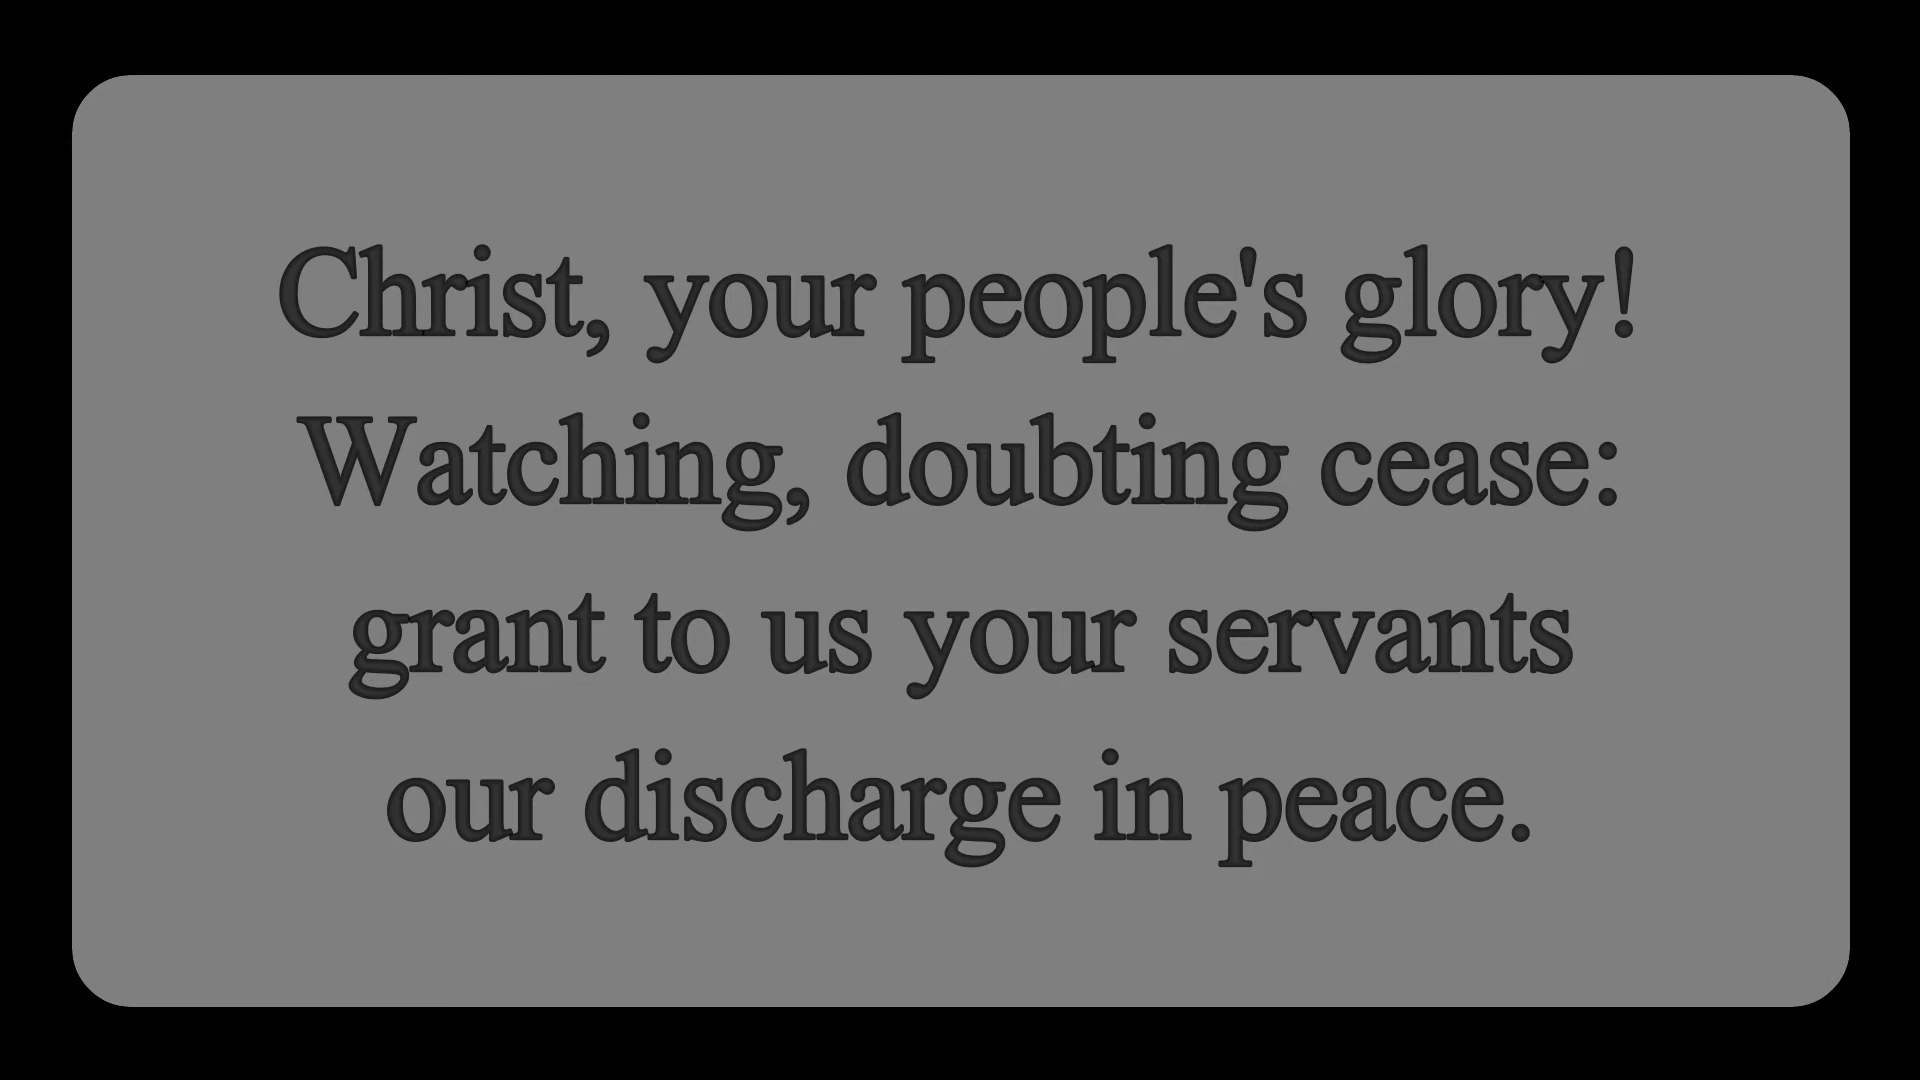 Christ, your people's glory!
Watching, doubting cease:
grant to us your servants
our discharge in peace.